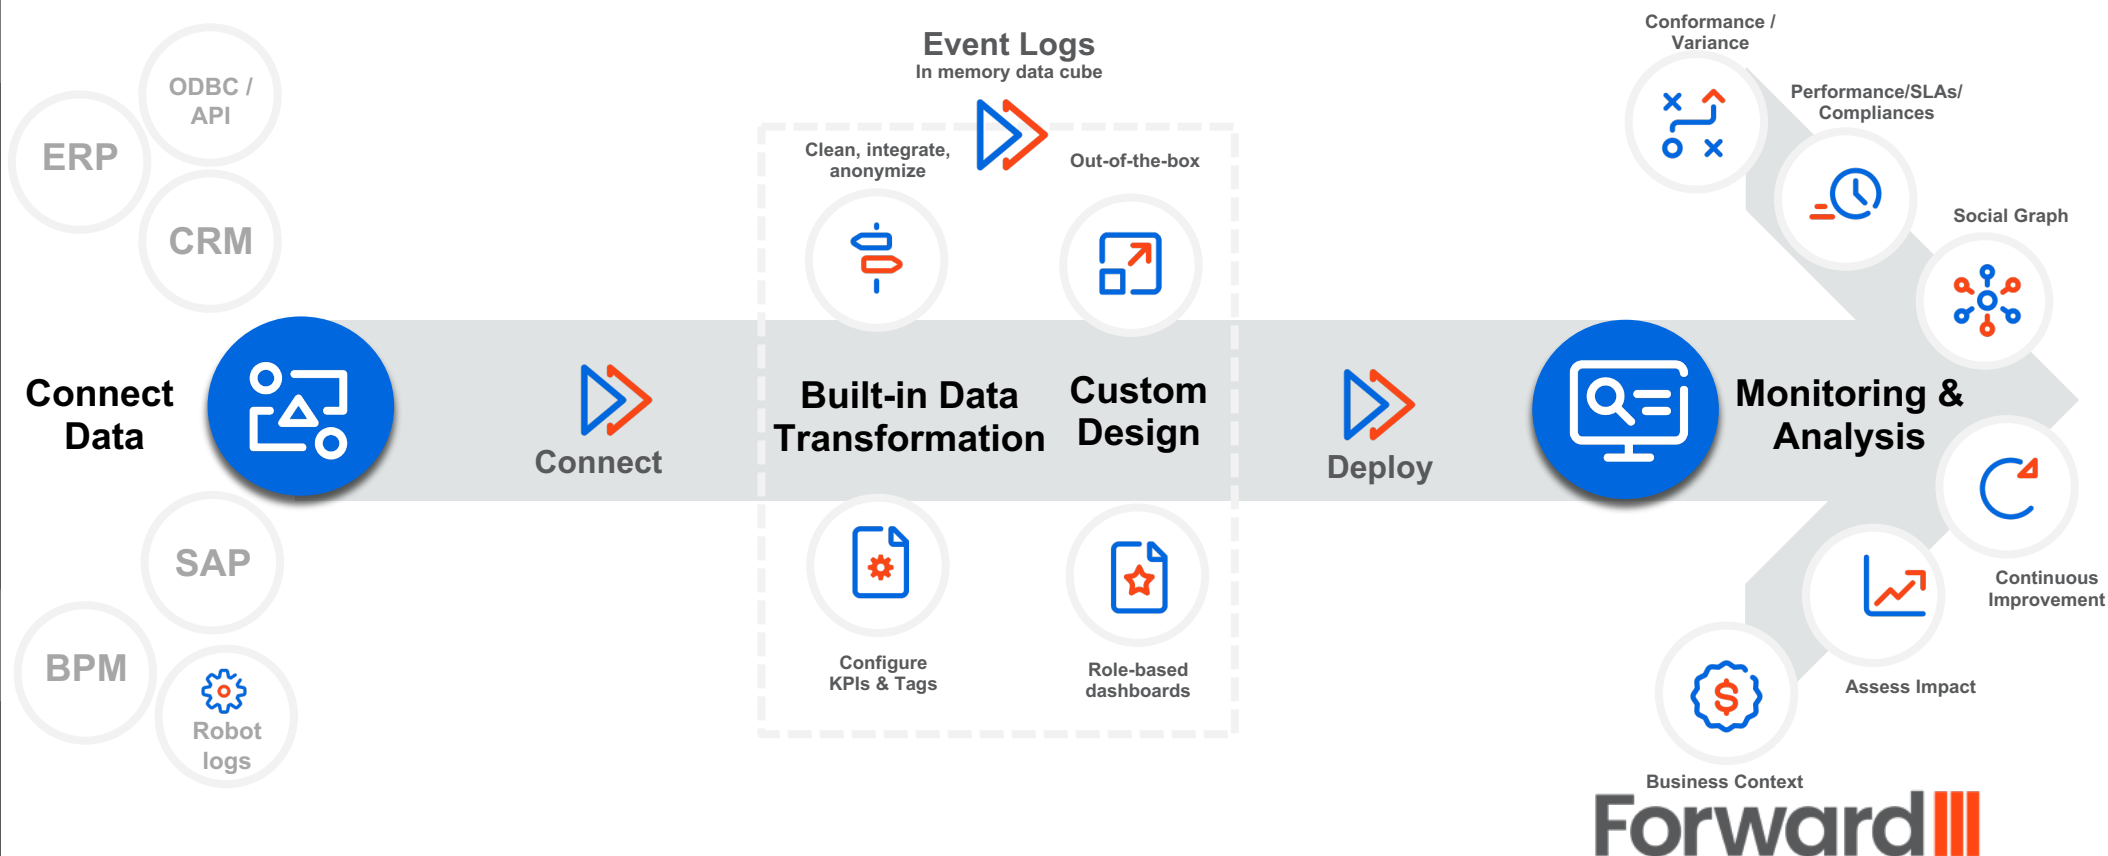 ODBC /
API
ERP
CRM
Connect
Data
SAP
BPM
Robot
logs
Connect
Event Logs
In memory data cube
Clean, integrate,
anonymize
Out-of-the-box
Built-in Data
Transformation
Custom
Design
Configure
KPIs & Tags
Role-based
dashboards
Deploy
Conformance /
Variance
Performance/SLAs/
Compliances
Social Graph
Monitoring &
Analysis
Continuous
Improvement
Assess Impact
$
Business Context
Forward